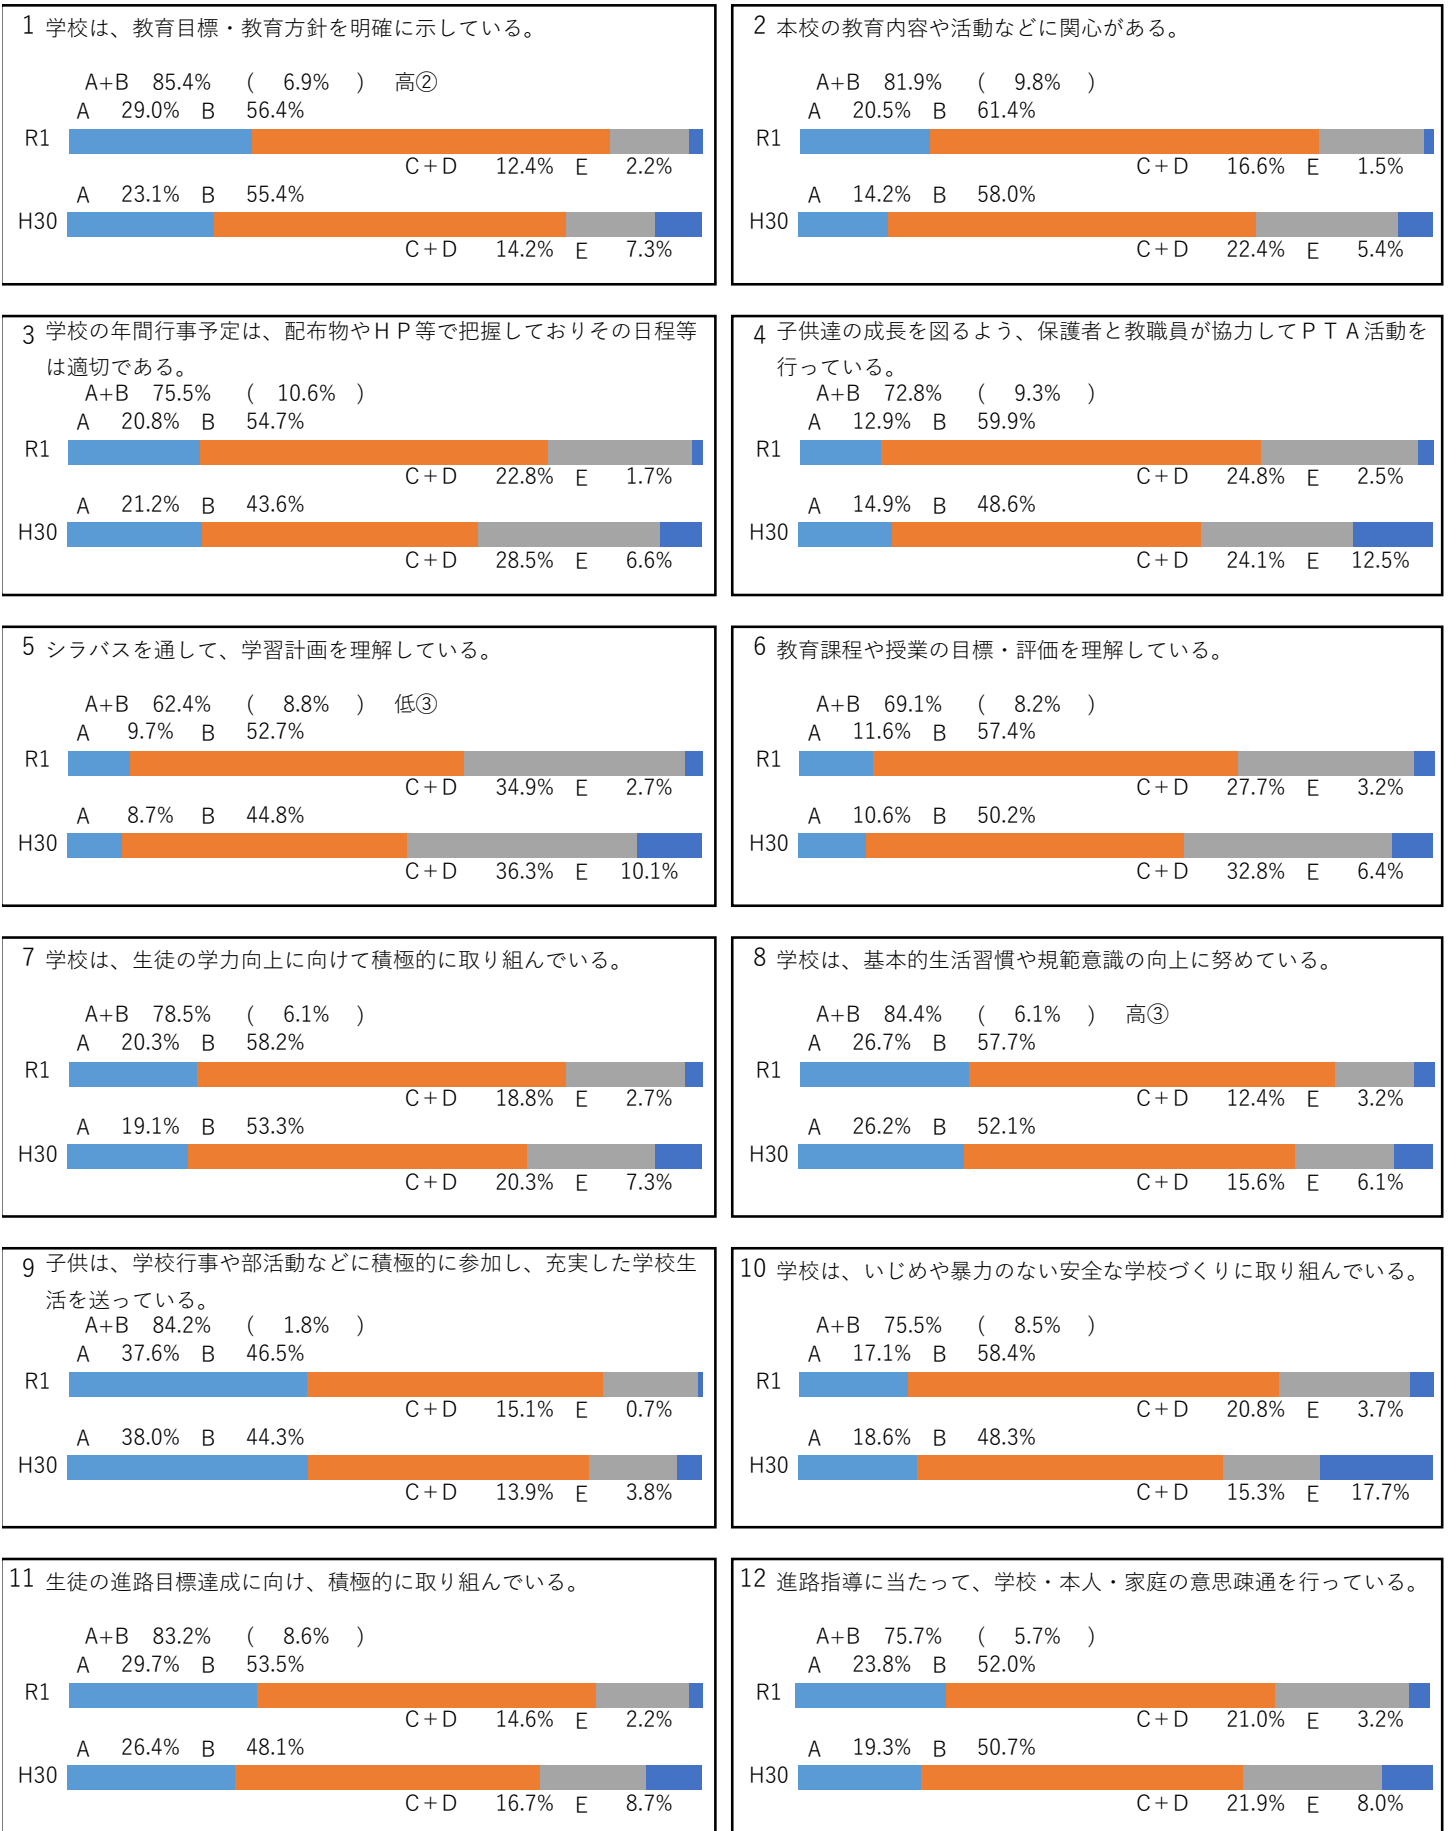 1 学校は、教育目標・教育方針を明確に示している。
A+B 85.4% ( 6.9% ) 高②
A 29.0% B 56.4%
R1
C+D 12.4% E 2.2%
A 23.1% B 55.4%
H30
C+D 14.2% E 7.3%
2 本校の教育内容や活動などに関心がある。
A+B 81.9% ( 9.8% )
A 20.5% B 61.4%
R1
C+D 16.6% E 1.5%
A 14.2% B 58.0%
H30
C+D 22.4% E 5.4%
3 学校の年間行事予定は、配布物やＨＰ等で把握しておりその日程等
は適切である。
A+B 75.5% ( 10.6% )
A 20.8% B 54.7%
R1
C+D 22.8% E 1.7%
A 21.2% B 43.6%
H30
C+D 28.5% E 6.6%
4 子供達の成長を図るよう、保護者と教職員が協力してＰＴＡ活動を
行っている。
A+B 72.8% ( 9.3% )
A 12.9% B 59.9%
R1
C+D 24.8% E 2.5%
A 14.9% B 48.6%
H30
C+D 24.1% E 12.5%
5 シラバスを通して、学習計画を理解している。
A+B 62.4% ( 8.8% ) 低③
A 9.7% B 52.7%
R1
C+D 34.9% E 2.7%
A 8.7% B 44.8%
H30
C+D 36.3% E 10.1%
6 教育課程や授業の目標・評価を理解している。
A+B 69.1% ( 8.2% )
A 11.6% B 57.4%
R1
C+D 27.7% E 3.2%
A 10.6% B 50.2%
H30
C+D 32.8% E 6.4%
7 学校は、生徒の学力向上に向けて積極的に取り組んでいる。
A+B 78.5% ( 6.1% )
A 20.3% B 58.2%
R1
C+D 18.8% E 2.7%
A 19.1% B 53.3%
H30
C+D 20.3% E 7.3%
8 学校は、基本的生活習慣や規範意識の向上に努めている。
A+B 84.4% ( 6.1% ) 高③
A 26.7% B 57.7%
R1
C+D 12.4% E 3.2%
A 26.2% B 52.1%
H30
C+D 15.6% E 6.1%
9 子供は、学校行事や部活動などに積極的に参加し、充実した学校生
活を送っている。
A+B 84.2% ( 1.8% )
A 37.6% B 46.5%
R1
C+D 15.1% E 0.7%
A 38.0% B 44.3%
H30
C+D 13.9% E 3.8%
10 学校は、いじめや暴力のない安全な学校づくりに取り組んでいる。
A+B 75.5% ( 8.5% )
A 17.1% B 58.4%
R1
C+D 20.8% E 3.7%
A 18.6% B 48.3%
H30
C+D 15.3% E 17.7%
11 生徒の進路目標達成に向け、積極的に取り組んでいる。
A+B 83.2% ( 8.6% )
A 29.7% B 53.5%
R1
C+D 14.6% E 2.2%
A 26.4% B 48.1%
H30
C+D 16.7% E 8.7%
12 進路指導に当たって、学校・本人・家庭の意思疎通を行っている。
A+B 75.7% ( 5.7% )
A 23.8% B 52.0%
R1
C+D 21.0% E 3.2%
A 19.3% B 50.7%
H30
C+D 21.9% E 8.0%